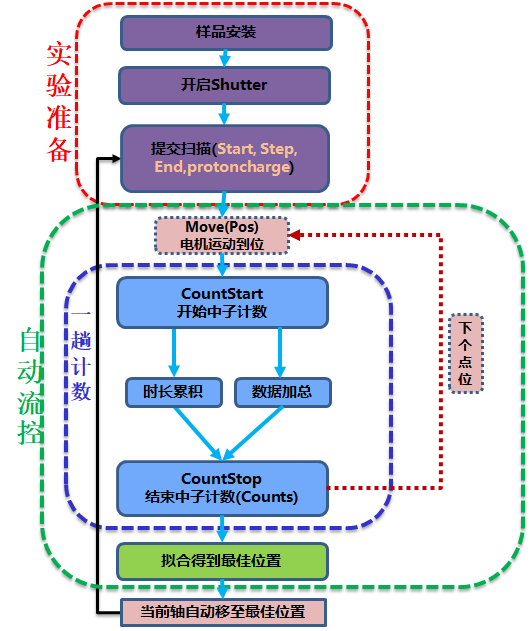 实验准备
样品安装
开启Shutter
提交扫描(Start, Step,
End,protoncharge)
自动流控
Move(Pos)
电机运动到位
一趟计数
CountStart
开始中子计数
下个点位
时长累积
数据加总
CountStop
结束中子计数(Counts)
拟合得到最佳位置
当前轴自动移至最佳位置